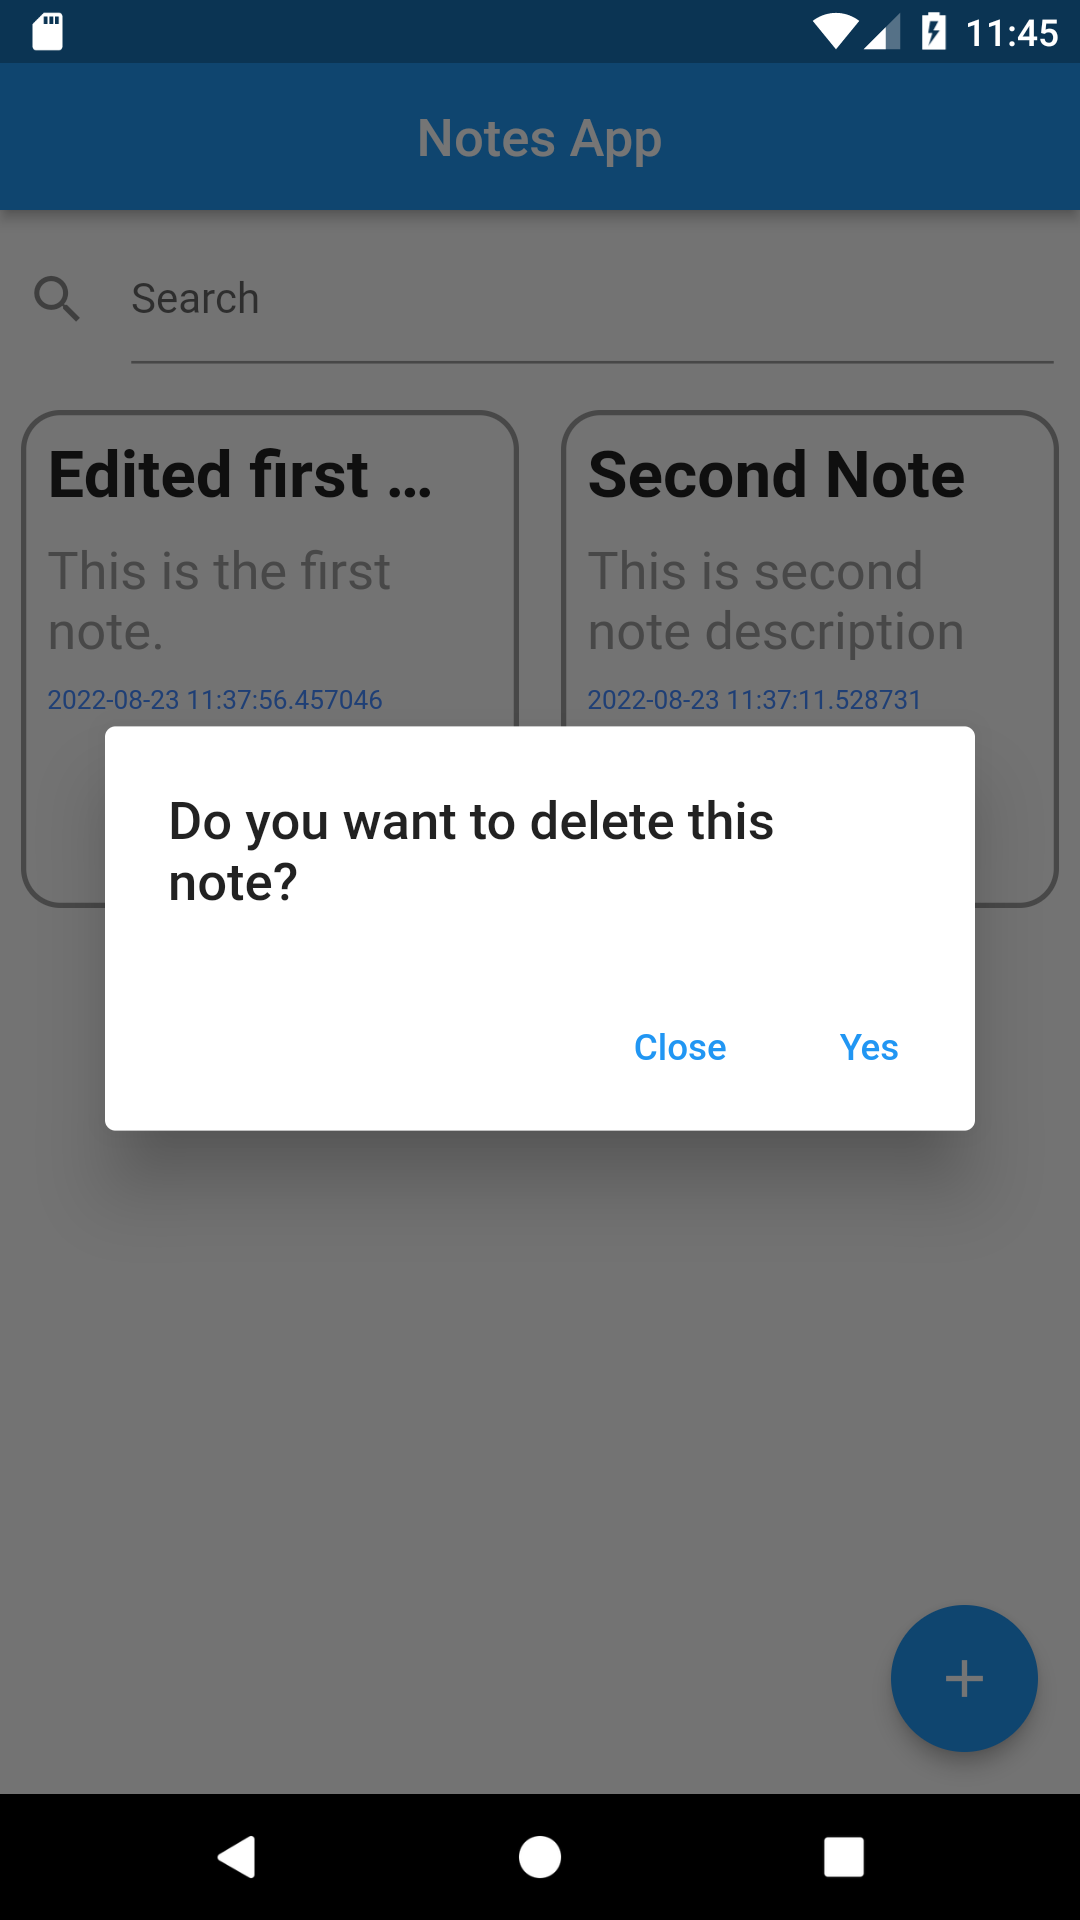 11:45
Notes App
Search
Edited first ...
This is the first
note.
2022-08-23 11:37:56.457046
Second Note
This is second
note description
2022-08-23 11:37:11.528731
Do you want to delete this
note?
Close Yes